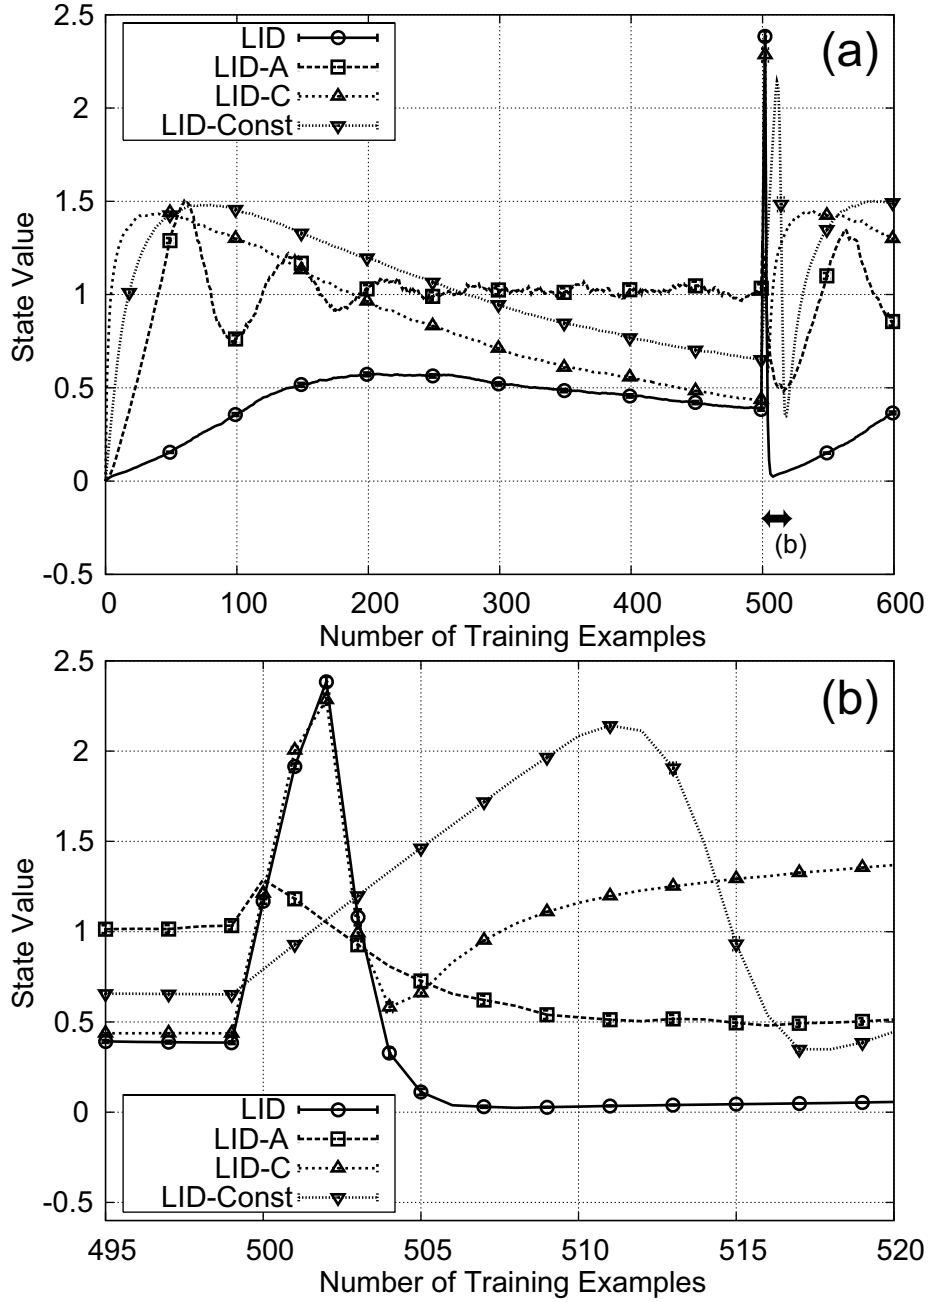 2.5
2
1.5
1
0.5
0
-0.5
State Value
LID
LID-A
LID-C
LID-Const
(a)
(b)
0 100 200 300 400 500 600
Number of Training Examples
2.5
2
1.5
1
0.5
0
-0.5
State Value
(b)
LID
LID-A
LID-C
LID-Const
495 500 505 510 515 520
Number of Training Examples